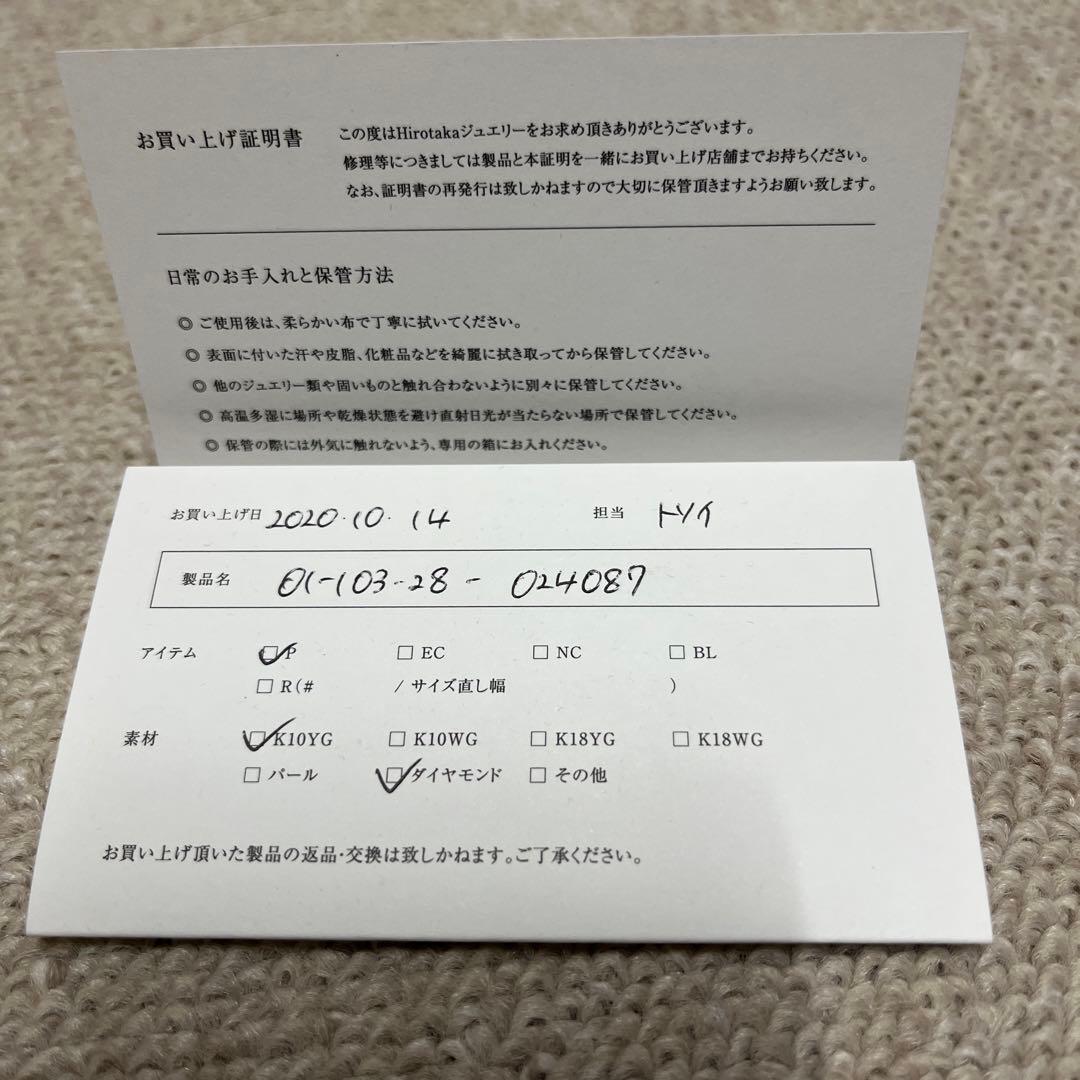 お買い上げ証明書
この度はHirotakaジュエリーをお求め頂きありがとうございます。
修理等につきましては製品と本証明を一緒にお買い上げ店舗までお持ちください。
なお、証明書の再発行は致しかねますので大切に保管頂きますようお願い致します。
日常のお手入れと保管方法
◎ ご使用後は、柔らかい布で丁寧に拭いてください。
◎ 表面に付いた汗や皮脂、化粧品などを綺麗に拭き取ってから保管してください。
◎ 他のジュエリー類や固いものと触れ合わないように別々に保管してください。
◎ 高温多湿に場所や乾燥状態を避け直射日光が当たらない場所で保管してください。
◎ 保管の際には外気に触れないよう、専用の箱にお入れください。
お買い上げ日 2020.10.14 担当 トソイ
製品名 01-103-28-024087
アイテム ☑ P □ EC □ NC □ BL
□ R(# / サイズ直し幅 )
素材 ☑ K10YG □ K10WG □ K18YG □ K18WG
□ パール ☑ ダイヤモンド □ その他
お買い上げ頂いた製品の返品・交換は致しかねます。ご了承ください。